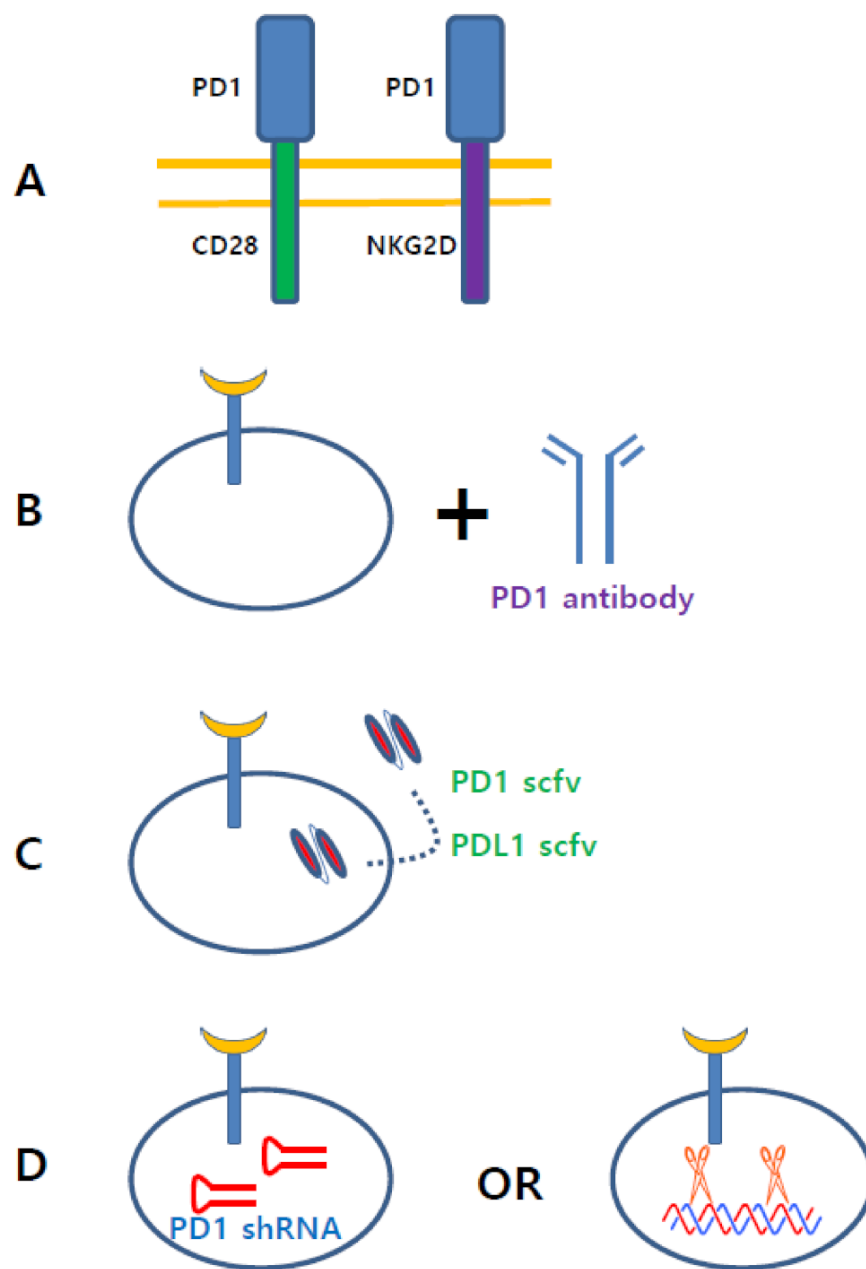 PD1 PD1
A
CD28 NKG2D
B
+
PD1 antibody
PD1 scfv
C
PDL1 scfv
D
OR
PD1 shRNA